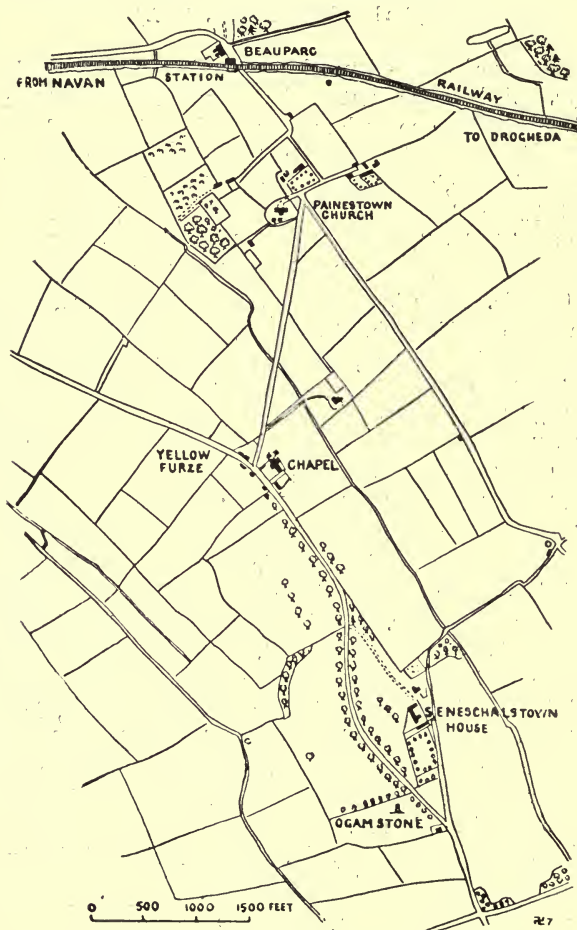 BEAUPARC
STATION
FROM NAVAN
RAILWAY
TO DROGHEDA
PAINESTOWN
CHURCH
YELLOW
FURZE
CHAPEL
SENESCHALSTOWN
HOUSE
OGAM STONE
0 500 1000 1500 FEET